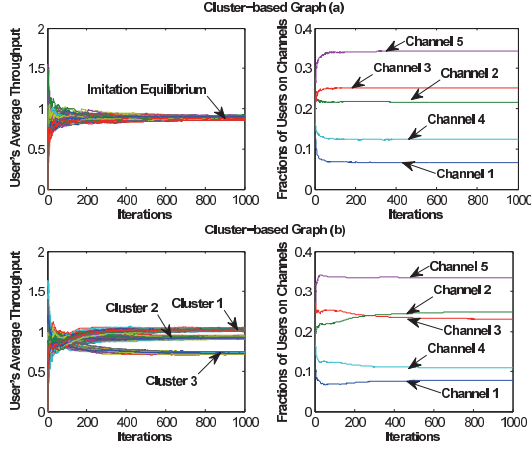 Cluster-based Graph (a)
User's Average Throughput
2
1.5
1
0.5
0
Imitation Equilibrium
0 200 400 600 800 1000
Iterations
Fractions of Users on Channels
0.4
0.3
0.2
0.1
0
Channel 5
Channel 3
Channel 2
Channel 4
Channel 1
0 200 400 600 800 1000
Iterations
Cluster-based Graph (b)
User's Average Throughput
2
1.5
1
0.5
0
Cluster 1
Cluster 2
Cluster 3
0 200 400 600 800 1000
Iterations
Fractions of Users on Channels
0.4
0.3
0.2
0.1
0
Channel 5
Channel 2
Channel 3
Channel 4
Channel 1
0 200 400 600 800 1000
Iterations